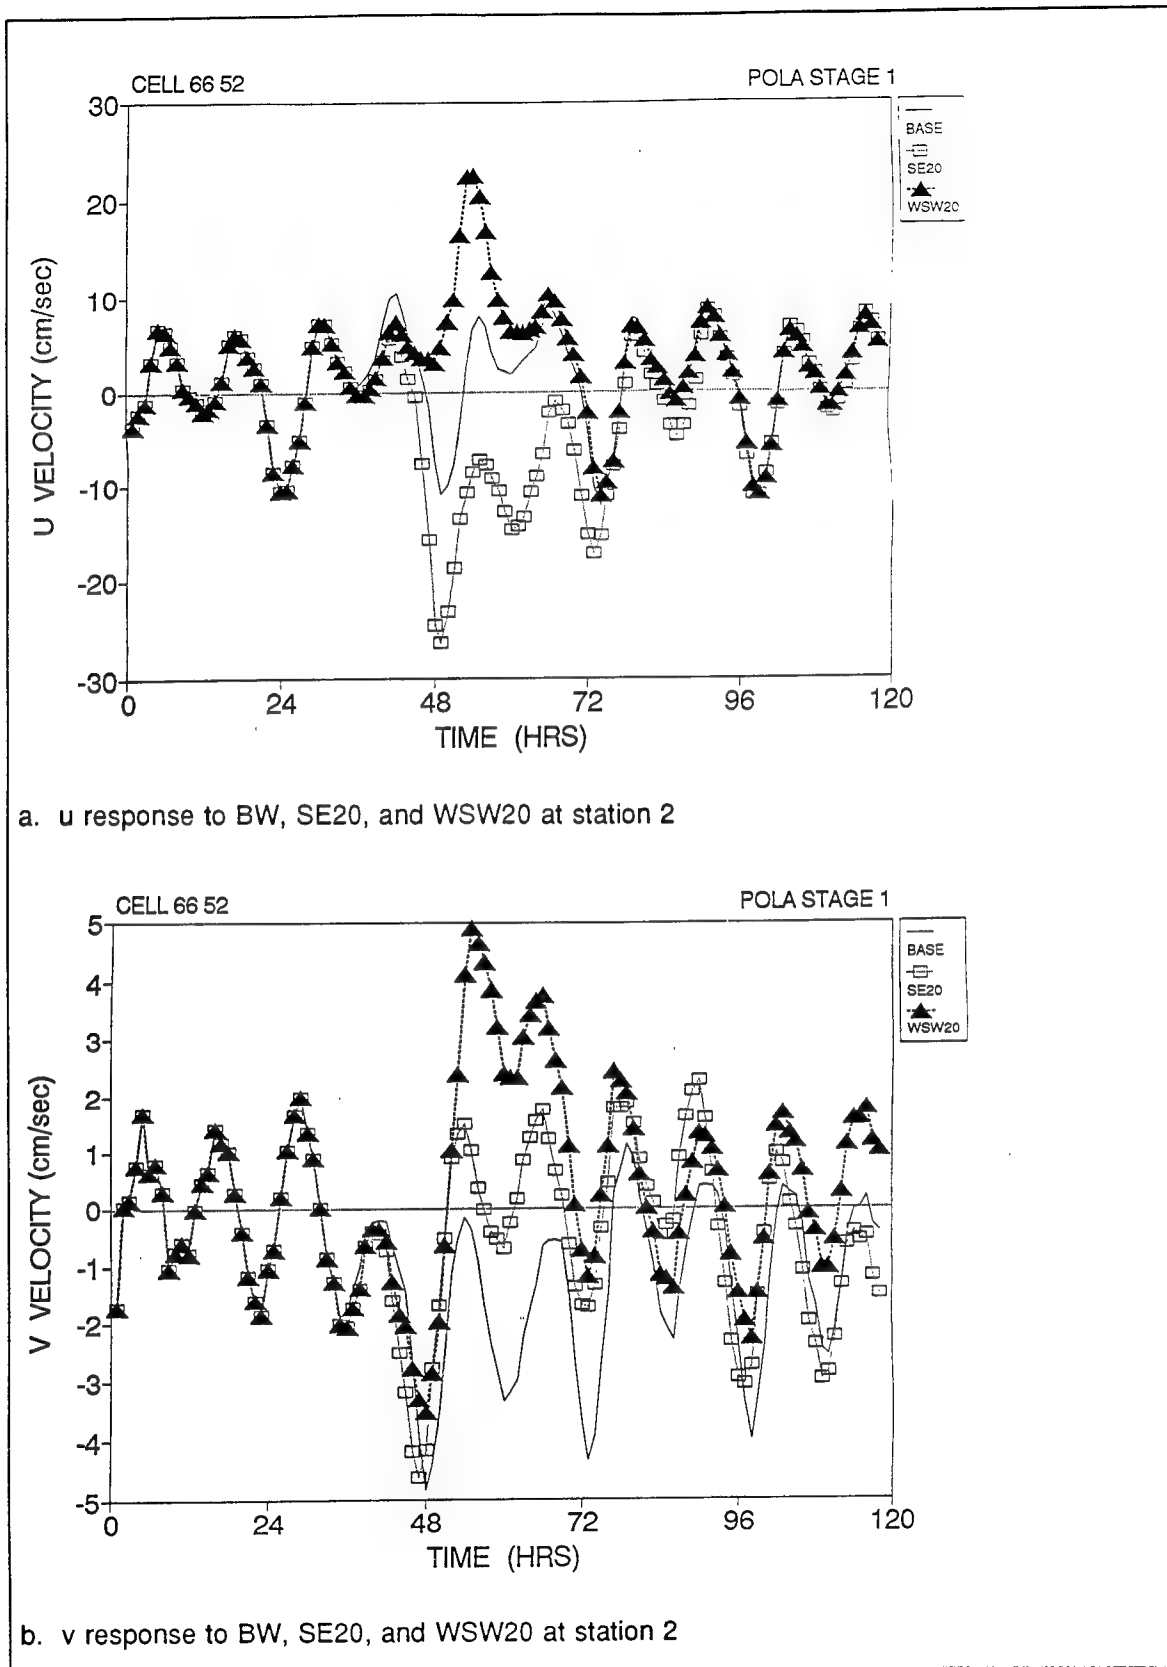 CELL 66 52 POLA STAGE 1
30
20
10
0
-10
-20
-30
U VELOCITY (cm/sec)
BASE
SE20
WSW20
0 24 48 72 96 120
TIME (HRS)
a. u response to BW, SE20, and WSW20 at station 2
CELL 66 52 POLA STAGE 1
5
4
3
2
1
0
-1
-2
-3
-4
-5
V VELOCITY (cm/sec)
BASE
SE20
WSW20
0 24 48 72 96 120
TIME (HRS)
b. v response to BW, SE20, and WSW20 at station 2